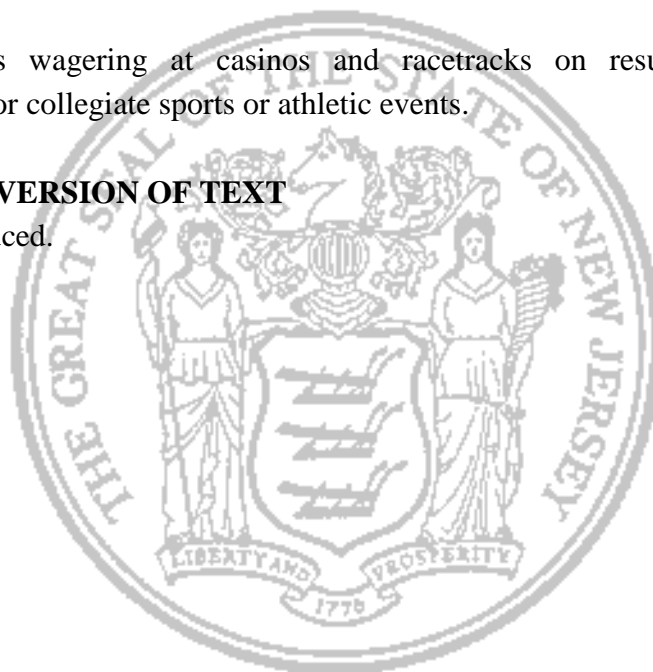 s wagering at casinos and racetracks on resu
or collegiate sports or athletic events.
VERSION OF TEXT
ced.
THE GREAT SEAL OF THE STATE OF NEW JERSEY
LIBERTY AND PROSPERITY
1776